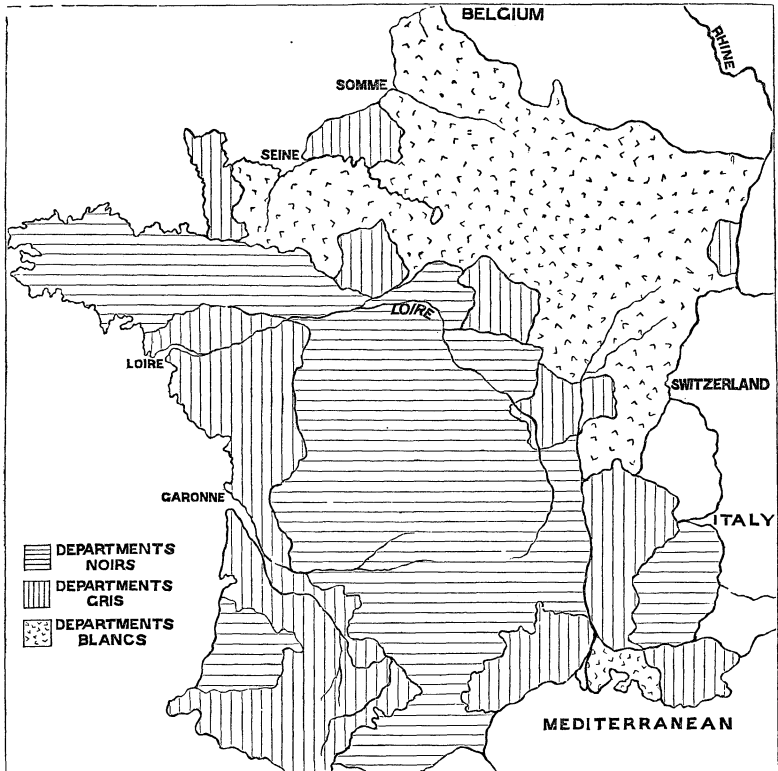 BELGIUM
RHINE
SOMME
SEINE
LOIRE
LOIRE
SWITZERLAND
GARONNE
ITALY
DEPARTMENTS
NOIRS
DEPARTMENTS
GRIS
DEPARTMENTS
BLANCS
MEDITERRANEAN